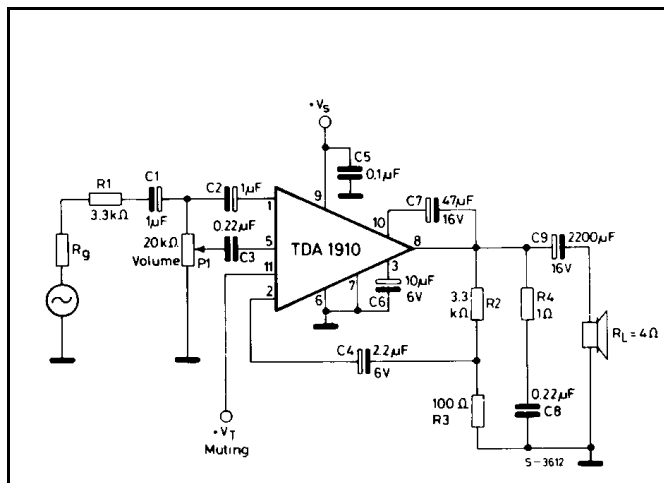 +Vs
C5
0.1µF
R1
3.3kΩ
C1
1µF
C2
1µF
Rg
20kΩ
Volume
P1
0.22µF
C3
1
5
11
2
9
10
8
3
7
6
TDA 1910
C7
47µF
16V
10µF
6V
C6
3.3
kΩ
R2
C9
2200µF
16V
R4
1Ω
RL=4Ω
C4
2.2µF
6V
100Ω
R3
0.22µF
C8
+VT
Muting
S-3612